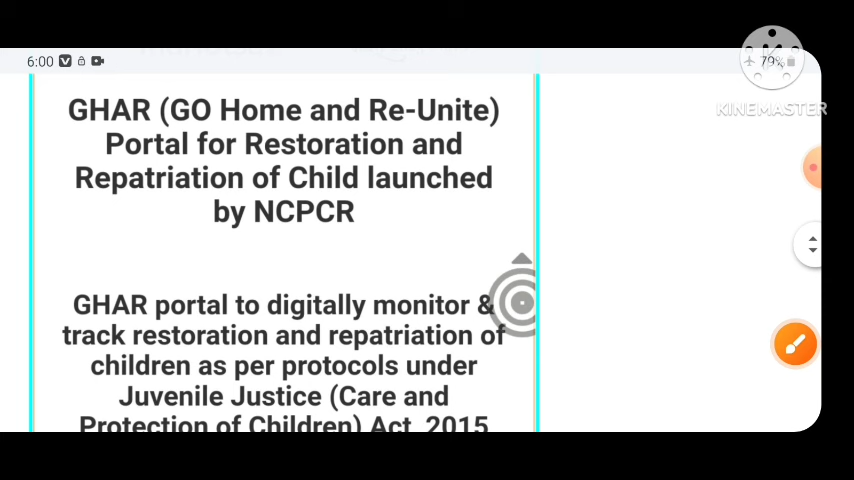 6:00
79%
KINEMASTER
GHAR (GO Home and Re-Unite)
Portal for Restoration and
Repatriation of Child launched
by NCPCR
GHAR portal to digitally monitor &
track restoration and repatriation of
children as per protocols under
Juvenile Justice (Care and
Protection of Children) Act, 2015